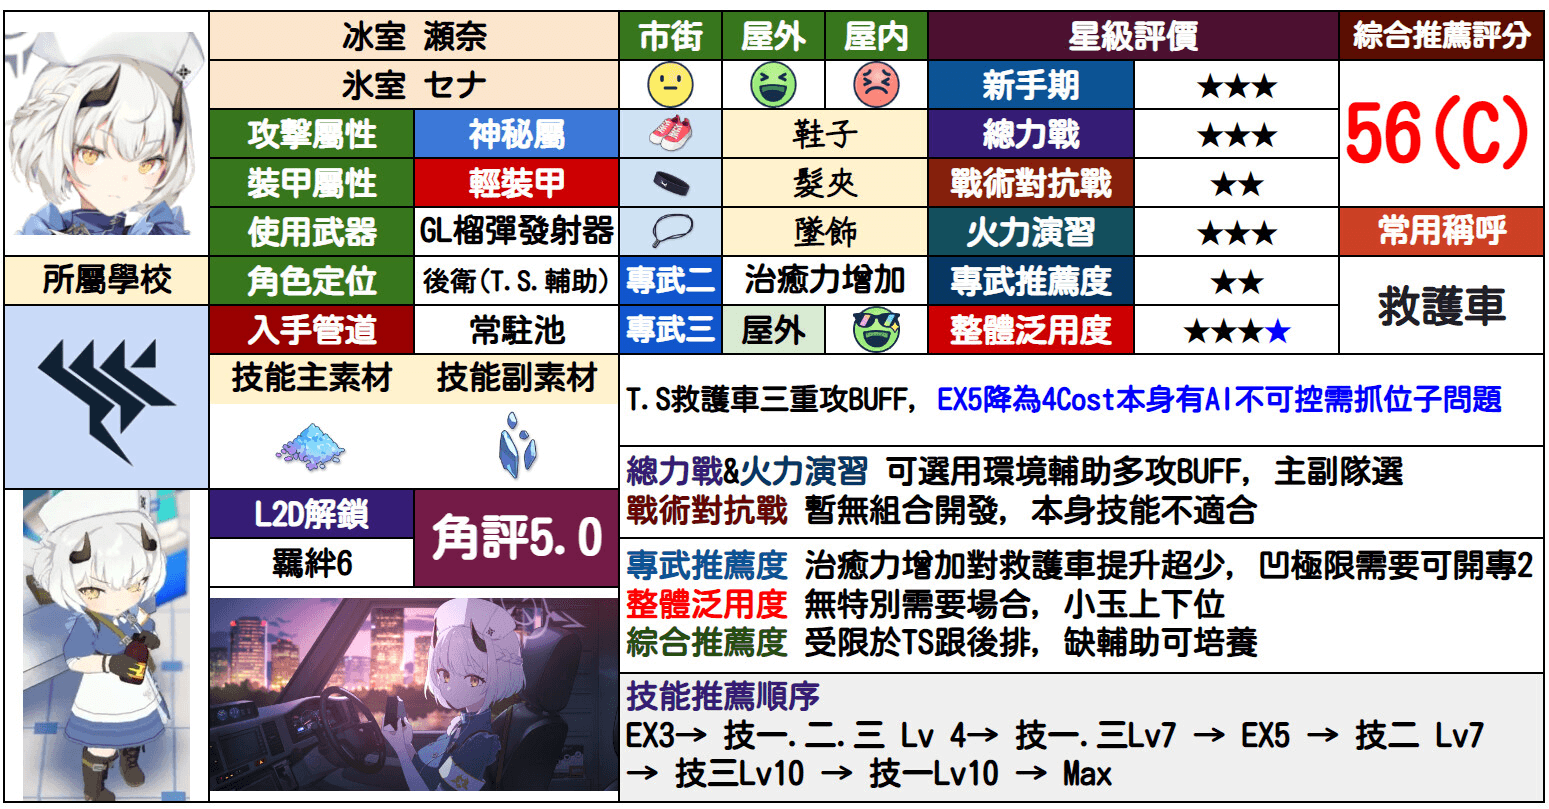 冰室 瀨奈
氷室 セナ
市街
屋外
屋内
星級評價
綜合推薦評分
新手期
★★★
56(C)
攻擊屬性
神秘屬
鞋子
總力戰
★★★
裝甲屬性
輕裝甲
髮夾
戰術對抗戰
★★
使用武器
GL榴彈發射器
墜飾
火力演習
★★★
常用稱呼
所屬學校
角色定位
後衛(T.S.輔助)
專武二
治癒力增加
專武推薦度
★★
救護車
入手管道
常駐池
專武三
屋外
整體泛用度
★★★★
技能主素材
技能副素材
T.S救護車三重攻BUFF, EX5降為4Cost本身有AI不可控需抓位子問題
總力戰&火力演習 可選用環境輔助多攻BUFF, 主副隊選
戰術對抗戰 暫無組合開發, 本身技能不適合
L2D解鎖
羈絆6
角評5.0
專武推薦度 治癒力增加對救護車提升超少, 凹極限需要可開專2
整體泛用度 無特別需要場合, 小玉上下位
綜合推薦度 受限於TS跟後排, 缺輔助可培養
技能推薦順序
EX3→ 技一.二.三 Lv 4→ 技一.三Lv7 → EX5 → 技二 Lv7
→ 技三Lv10 → 技一Lv10 → Max